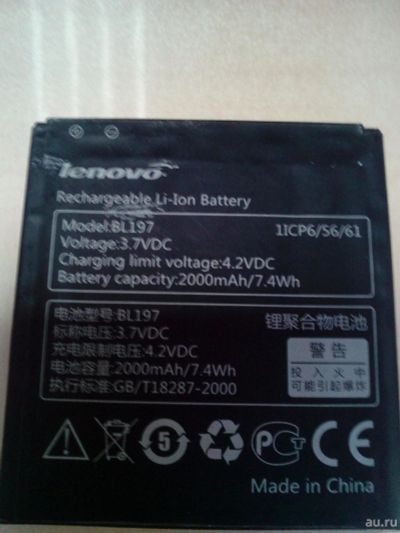 lenovo
Rechargeable Li-Ion Battery
Model:BL197 1ICP6/56/61
Voltage:3.7VDC
Charging limit voltage:4.2VDC
Battery capacity:2000mAh/7.4Wh
电池型号:BL197 锂聚合物电池
标称电压:3.7VDC
充电限制电压:4.2VDC
电池容量:2000mAh/7.4Wh
执行标准:GB/T18287-2000
警告
投入火中
可能引起爆炸
5 PCT CE
Made in China
au.ru